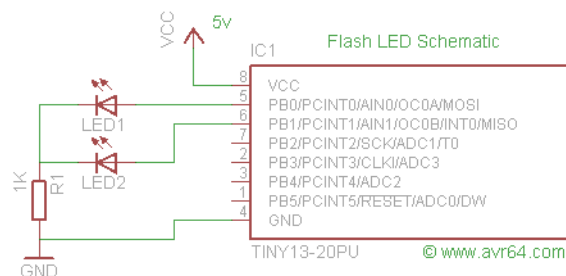 VCC
5v
IC1
Flash LED Schematic
8 VCC
5 PB0/PCINT0/AIN0/OC0A/MOSI
6 PB1/PCINT1/AIN1/OC0B/INT0/MISO
7 PB2/PCINT2/SCK/ADC1/T0
2 PB3/PCINT3/CLKI/ADC3
3 PB4/PCINT4/ADC2
1 PB5/PCINT5/RESET/ADC0/DW
4 GND
LED1
LED2
1K
R1
GND
TINY13-20PU
© www.avr64.com